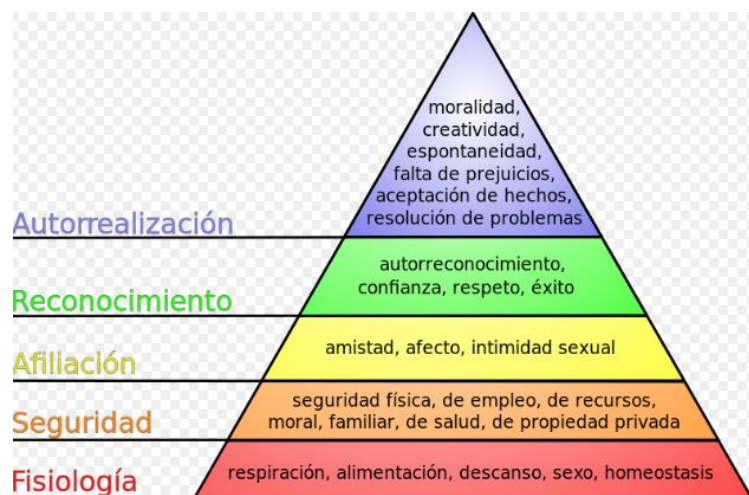 moralidad,
creatividad,
espontaneidad,
falta de prejuicios,
aceptación de hechos,
resolución de problemas
Autorrealización
autorreconocimiento,
confianza, respeto, éxito
Reconocimiento
amistad, afecto, intimidad sexual
Afiliación
seguridad física, de empleo, de recursos,
moral, familiar, de salud, de propiedad privada
Seguridad
respiración, alimentación, descanso, sexo, homeostasis
Fisiología